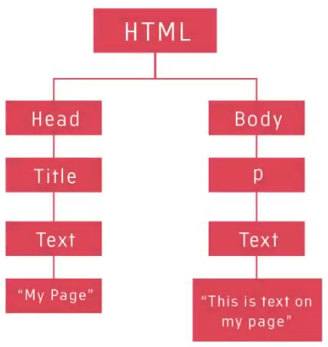 HTML
Head
Body
Title
p
Text
Text
“My Page”
“This is text on
my page”